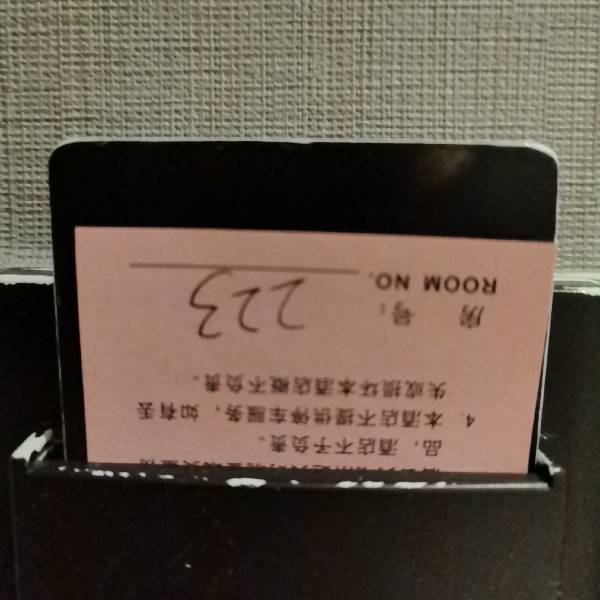 品，酒店不予负责。
4. 本酒店不提供停车服务，如有丢
失或损坏本酒店概不负责。
房 号： 223
ROOM NO.